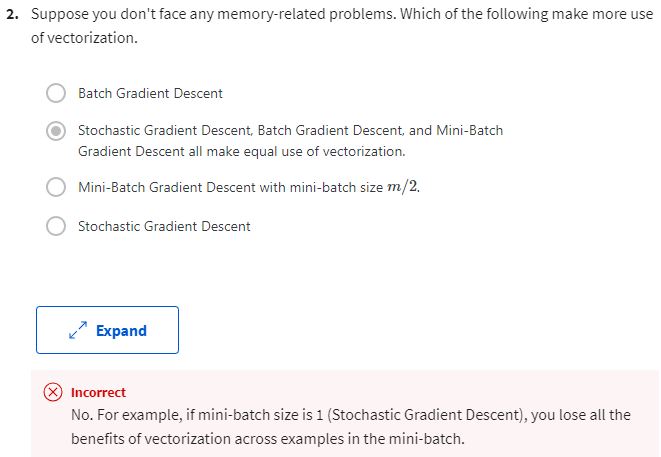 2. Suppose you don't face any memory-related problems. Which of the following make more use
of vectorization.
Batch Gradient Descent
Stochastic Gradient Descent, Batch Gradient Descent, and Mini-Batch
Gradient Descent all make equal use of vectorization.
Mini-Batch Gradient Descent with mini-batch size m/2.
Stochastic Gradient Descent
Expand
Incorrect
No. For example, if mini-batch size is 1 (Stochastic Gradient Descent), you lose all the
benefits of vectorization across examples in the mini-batch.